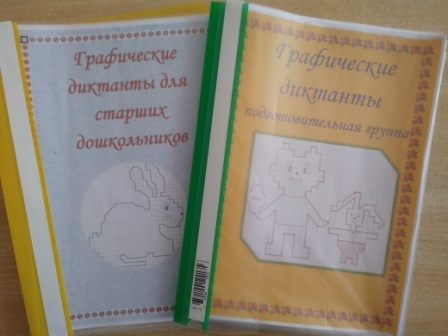 Графические
диктанты для
старших
дошкольников
Графические
диктанты
подготовительная группа